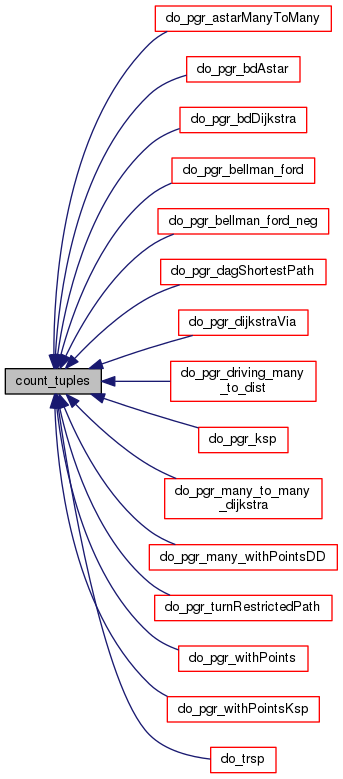 do_pgr_astarManyToMany
do_pgr_bdAstar
do_pgr_bdDijkstra
do_pgr_bellman_ford
do_pgr_bellman_ford_neg
do_pgr_dagShortestPath
do_pgr_dijkstraVia
count_tuples
do_pgr_driving_many
_to_dist
do_pgr_ksp
do_pgr_many_to_many
_dijkstra
do_pgr_many_withPointsDD
do_pgr_turnRestrictedPath
do_pgr_withPoints
do_pgr_withPointsKsp
do_trsp